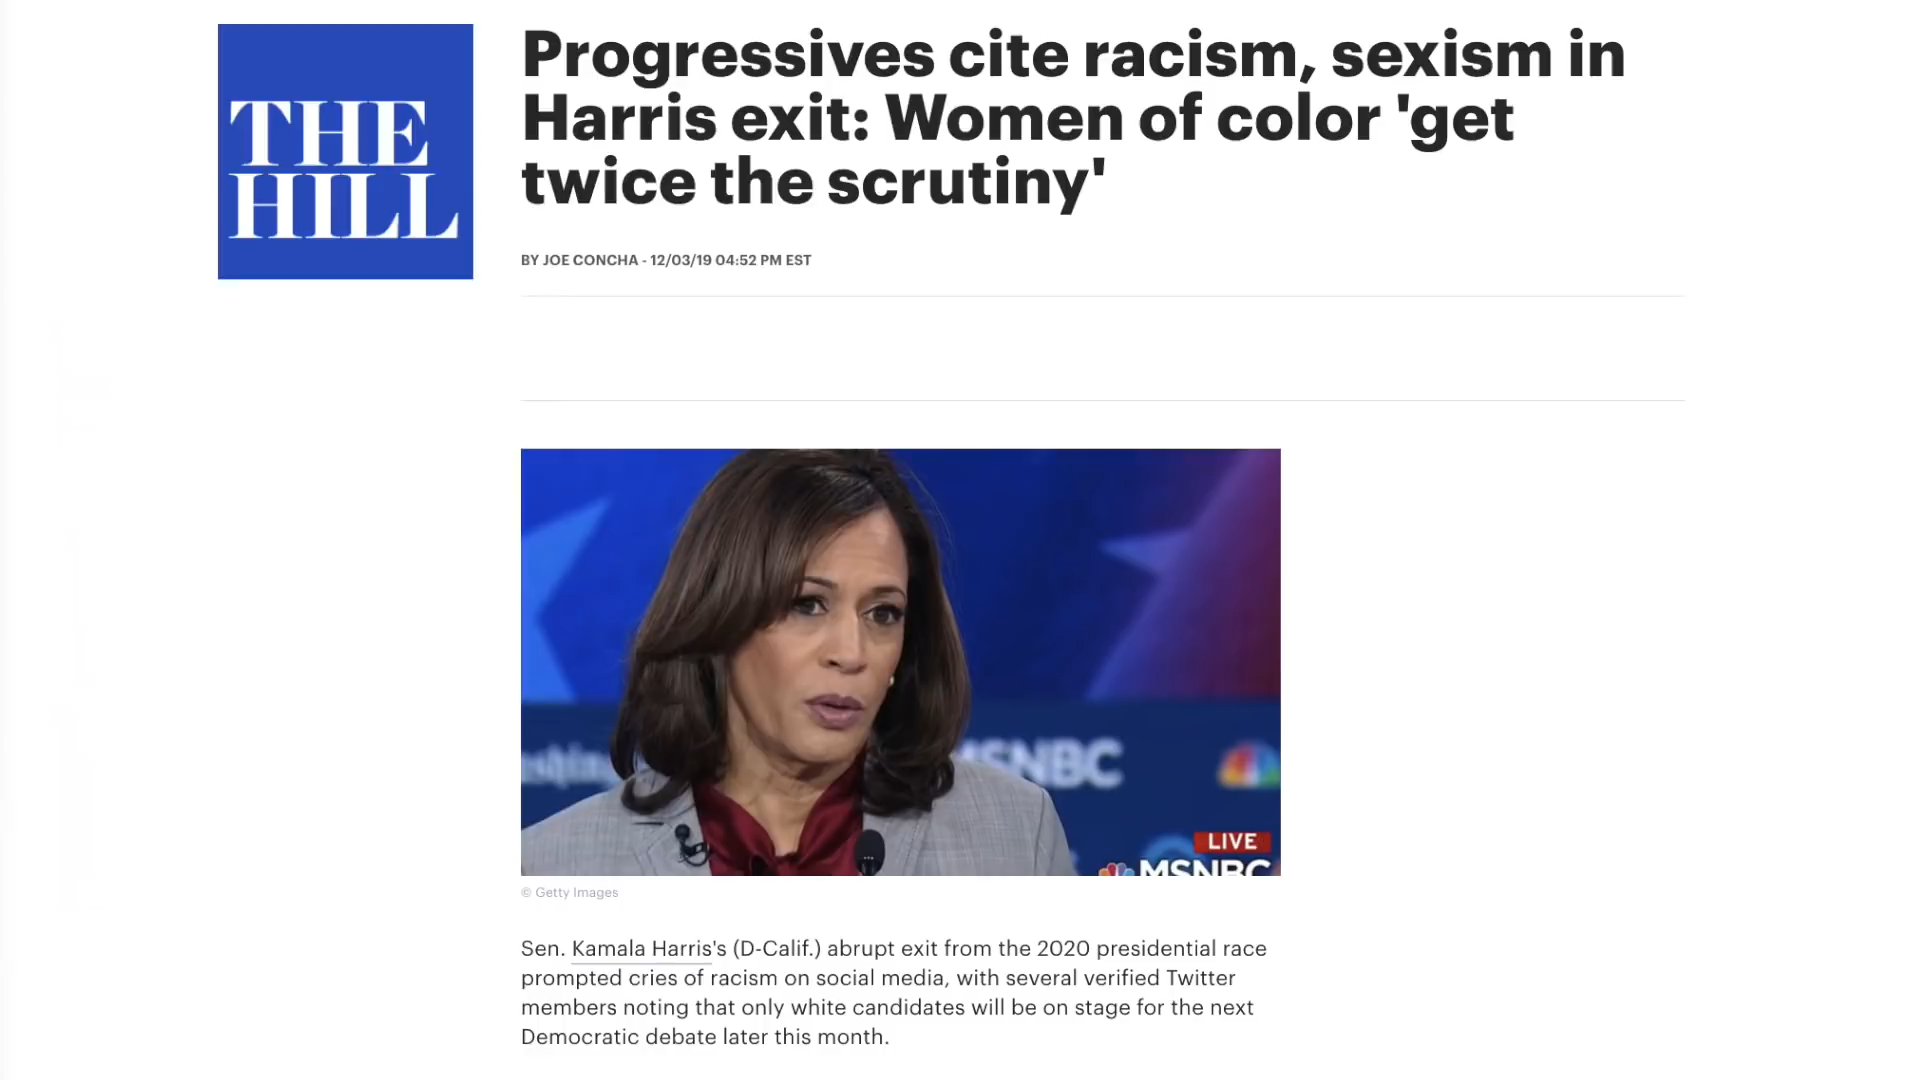 THE
HILL
Progressives cite racism, sexism in
Harris exit: Women of color 'get
twice the scrutiny'
BY JOE CONCHA - 12/03/19 04:52 PM EST
MSNBC
LIVE
MSNBC
© Getty Images
Sen. Kamala Harris's (D-Calif.) abrupt exit from the 2020 presidential race
prompted cries of racism on social media, with several verified Twitter
members noting that only white candidates will be on stage for the next
Democratic debate later this month.